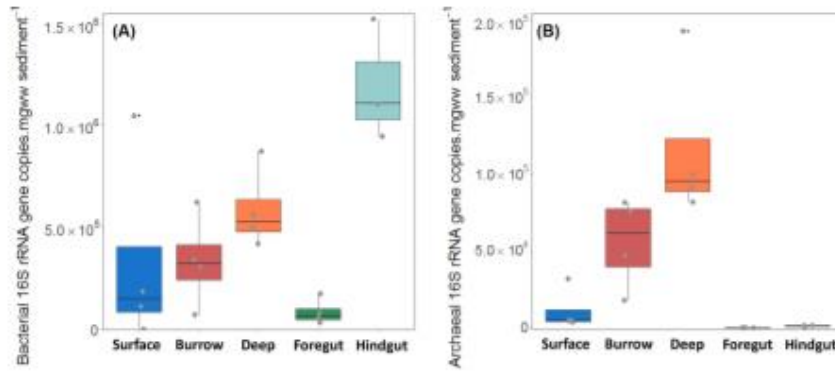 (A)
Bacterial 16S rRNA gene copies.mgww sediment⁻¹
1.5 × 10⁶
1.0 × 10⁶
5.0 × 10⁵
0
Surface Burrow Deep Foregut Hindgut
(B)
Archaeal 16S rRNA gene copies.mgww sediment⁻¹
2.0 × 10⁵
1.5 × 10⁵
1.0 × 10⁵
5.0 × 10⁴
0
Surface Burrow Deep Foregut Hindgut